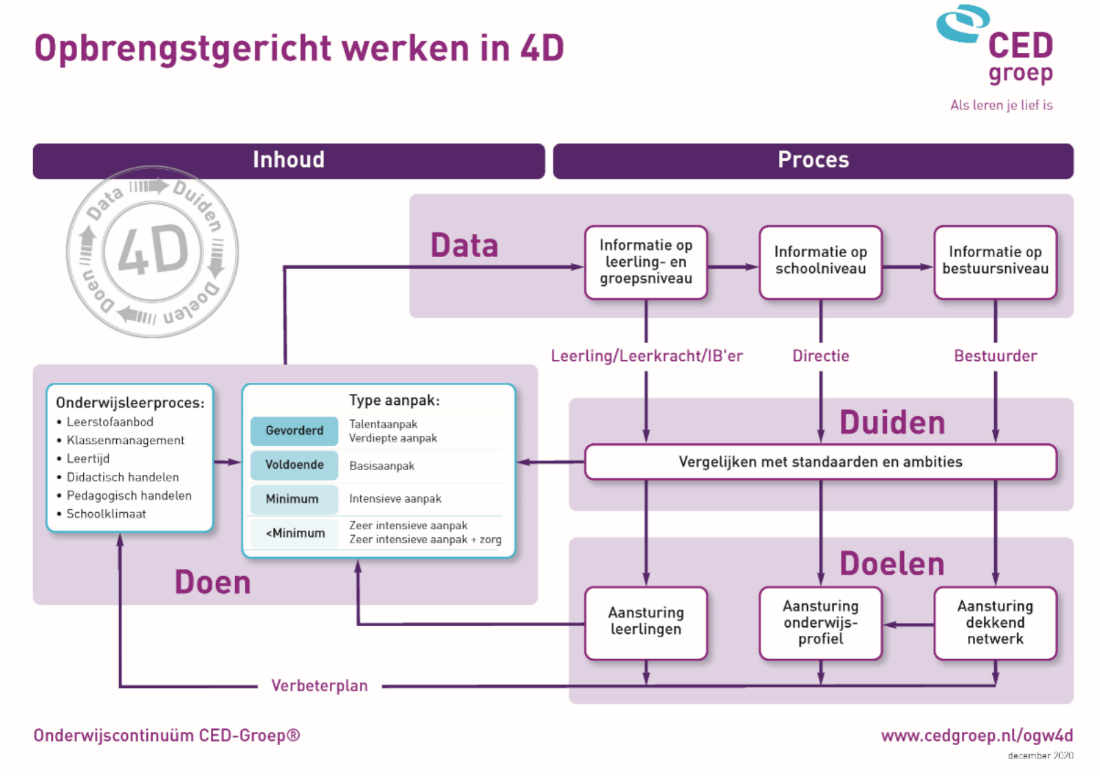 Opbrengstgericht werken in 4D
CED
groep
Als leren je lief is
Inhoud
Proces
Data
Duiden
Doelen
Doen
4D
Data
Informatie op
leerling- en
groepsniveau
Informatie op
schoolniveau
Informatie op
bestuursniveau
Leerling/Leerkracht/IB'er
Directie
Bestuurder
Onderwijsleerproces:
• Leerstofaanbod
• Klassenmanagement
• Leertijd
• Didactisch handelen
• Pedagogisch handelen
• Schoolklimaat
Type aanpak:
Gevorderd
Talentaanpak
Verdiepte aanpak
Voldoende
Basisaanpak
Minimum
Intensieve aanpak
<Minimum
Zeer intensieve aanpak
Zeer intensieve aanpak + zorg
Doen
Duiden
Vergelijken met standaarden en ambities
Doelen
Aansturing
leerlingen
Aansturing
onderwijs-
profiel
Aansturing
dekkend
netwerk
Verbeterplan
Onderwijscontinuüm CED-Groep®
www.cedgroep.nl/ogw4d
december 2020